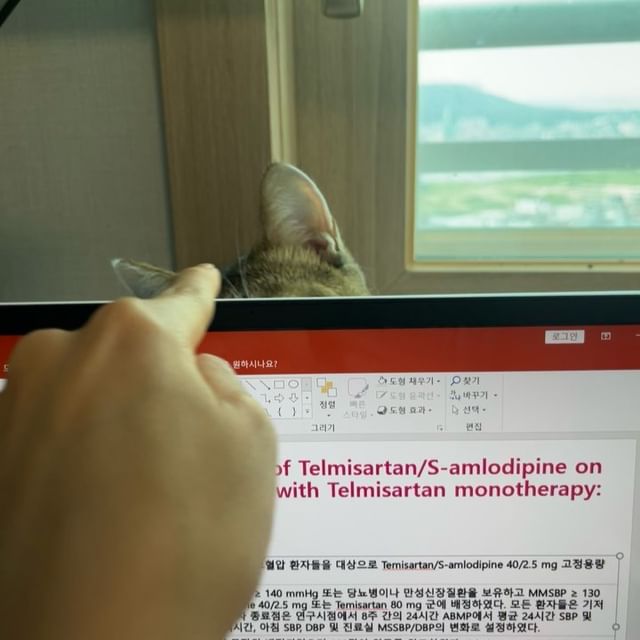 로그인
원하시나요?
도형 채우기
찾기
정렬
빠른
도형 윤곽선
바꾸기
스타일
도형 효과
선택
그리기
편집
of Telmisartan/S-amlodipine on
with Telmisartan monotherapy:
혈압 환자들을 대상으로 Temisartan/S-amlodipine 40/2.5 mg 고정용량
≥ 140 mmHg 또는 당뇨병이나 만성신장질환을 보유하고 MMSBP ≥ 130
40/2.5 mg 또는 Temisartan 80 mg 군에 배정하였다. 모든 환자들은 기저
종료점은 연구시점에서 8주 간의 24시간 ABMP에서 평균 24시간 SBP 및
아침 SBP, DBP 및 진료실 MSSBP/DBP의 변화로 설정하였다.